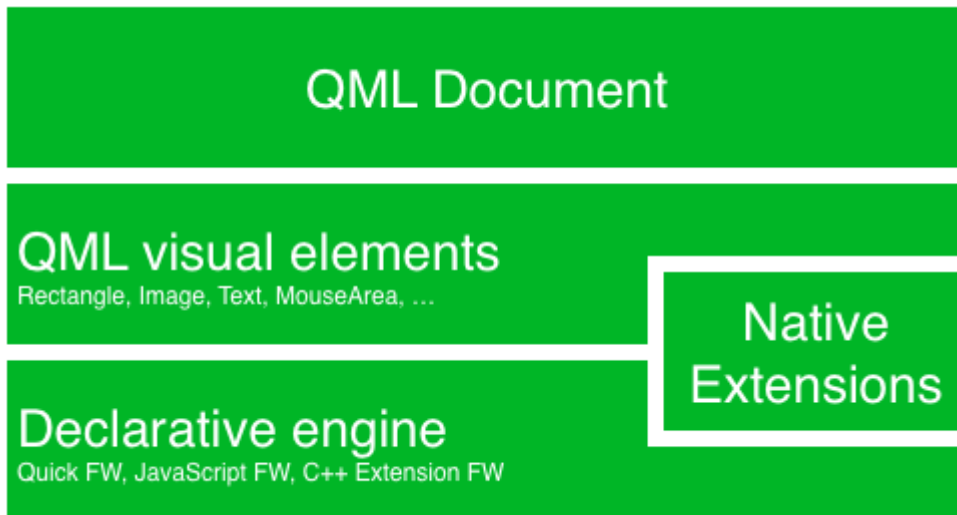 QML Document
QML visual elements
Rectangle, Image, Text, MouseArea, …
Native
Extensions
Declarative engine
Quick FW, JavaScript FW, C++ Extension FW